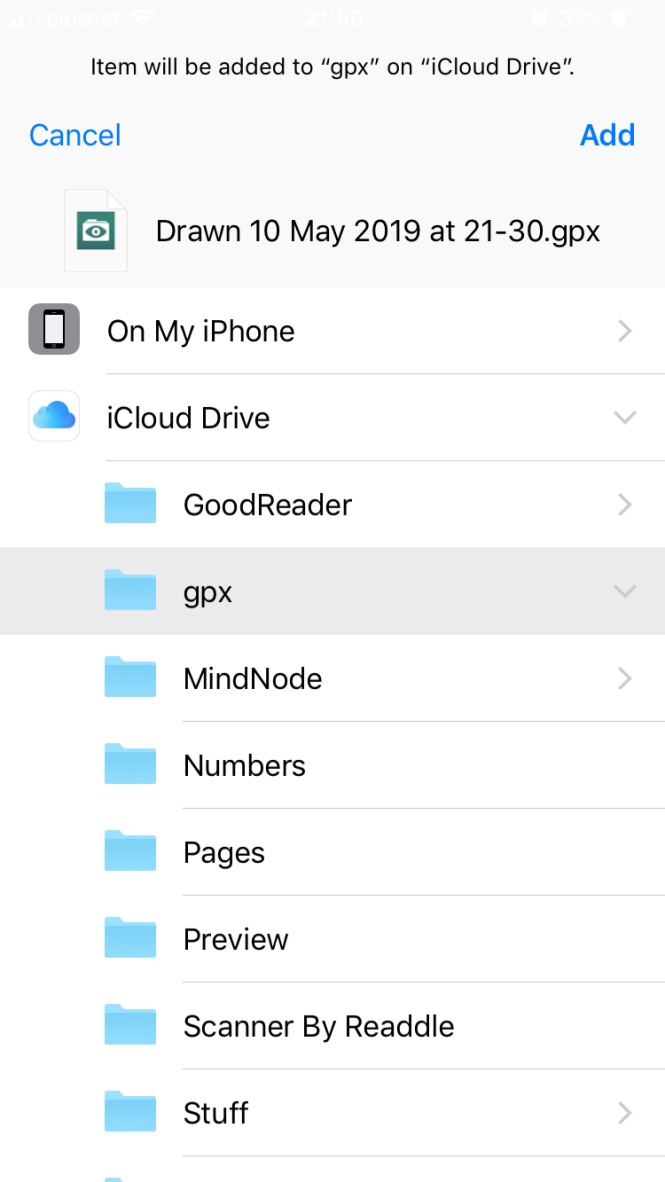 plusnet 21:56 37%
Item will be added to “gpx” on “iCloud Drive”.
Cancel Add
Drawn 10 May 2019 at 21-30.gpx
On My iPhone
iCloud Drive
GoodReader
gpx
MindNode
Numbers
Pages
Preview
Scanner By Readdle
Stuff